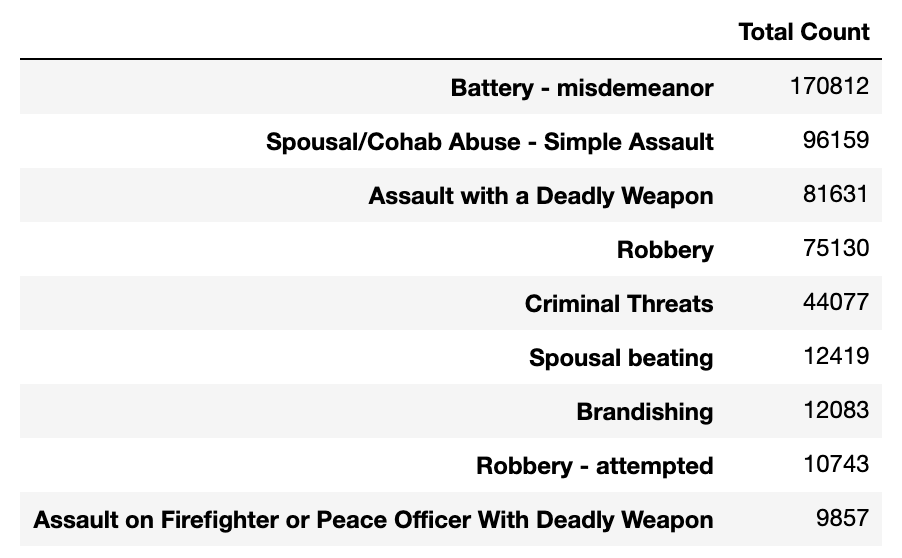 Total Count
Battery - misdemeanor 170812
Spousal/Cohab Abuse - Simple Assault 96159
Assault with a Deadly Weapon 81631
Robbery 75130
Criminal Threats 44077
Spousal beating 12419
Brandishing 12083
Robbery - attempted 10743
Assault on Firefighter or Peace Officer With Deadly Weapon 9857